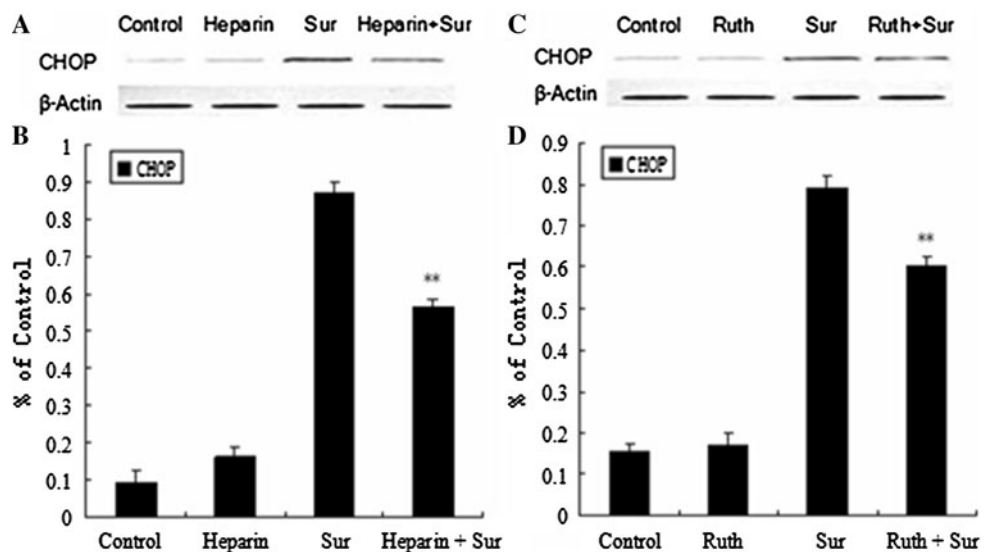 A
Control Heparin Sur Heparin+Sur
CHOP
β-Actin
B
CHOP
% of Control
1
0.9
0.8
0.7
0.6
0.5
0.4
0.3
0.2
0.1
0
**
Control Heparin Sur Heparin + Sur
C
Control Ruth Sur Ruth+Sur
CHOP
β-Actin
D
CHOP
% of Control
0.9
0.8
0.7
0.6
0.5
0.4
0.3
0.2
0.1
0
**
Control Ruth Sur Ruth + Sur